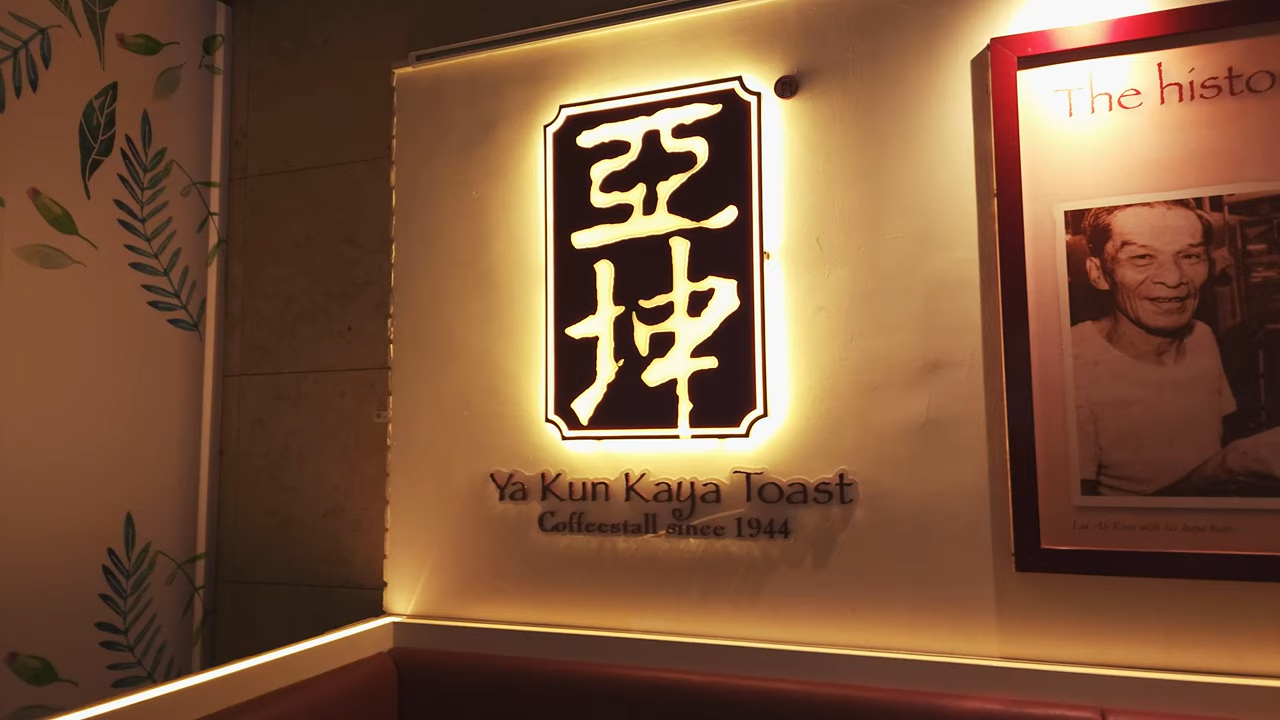 亞
坤
Ya Kun Kaya Toast
Coffeestall since 1944
The histo